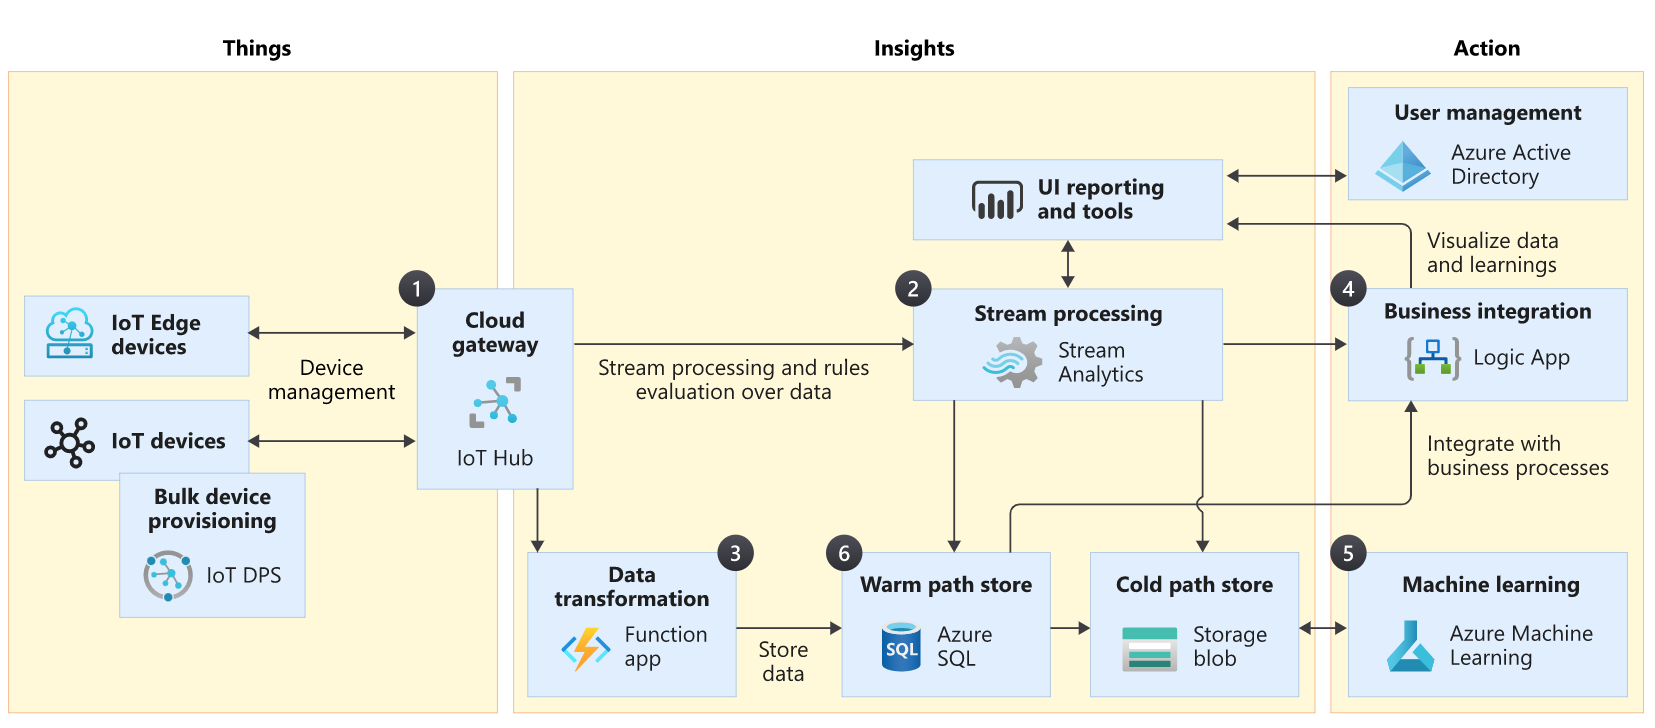 Things
Insights
Action
User management
Azure Active
Directory
UI reporting
and tools
Visualize data
and learnings
1
2
4
IoT Edge
devices
Device
management
Cloud
gateway
IoT Hub
Stream processing and rules
evaluation over data
Stream processing
Stream
Analytics
Business integration
Logic App
IoT devices
Integrate with
business processes
Bulk device
provisioning
IoT DPS
3
6
5
Data
transformation
Function
app
Store
data
Warm path store
SQL
Azure
SQL
Cold path store
Storage
blob
Machine learning
Azure Machine
Learning